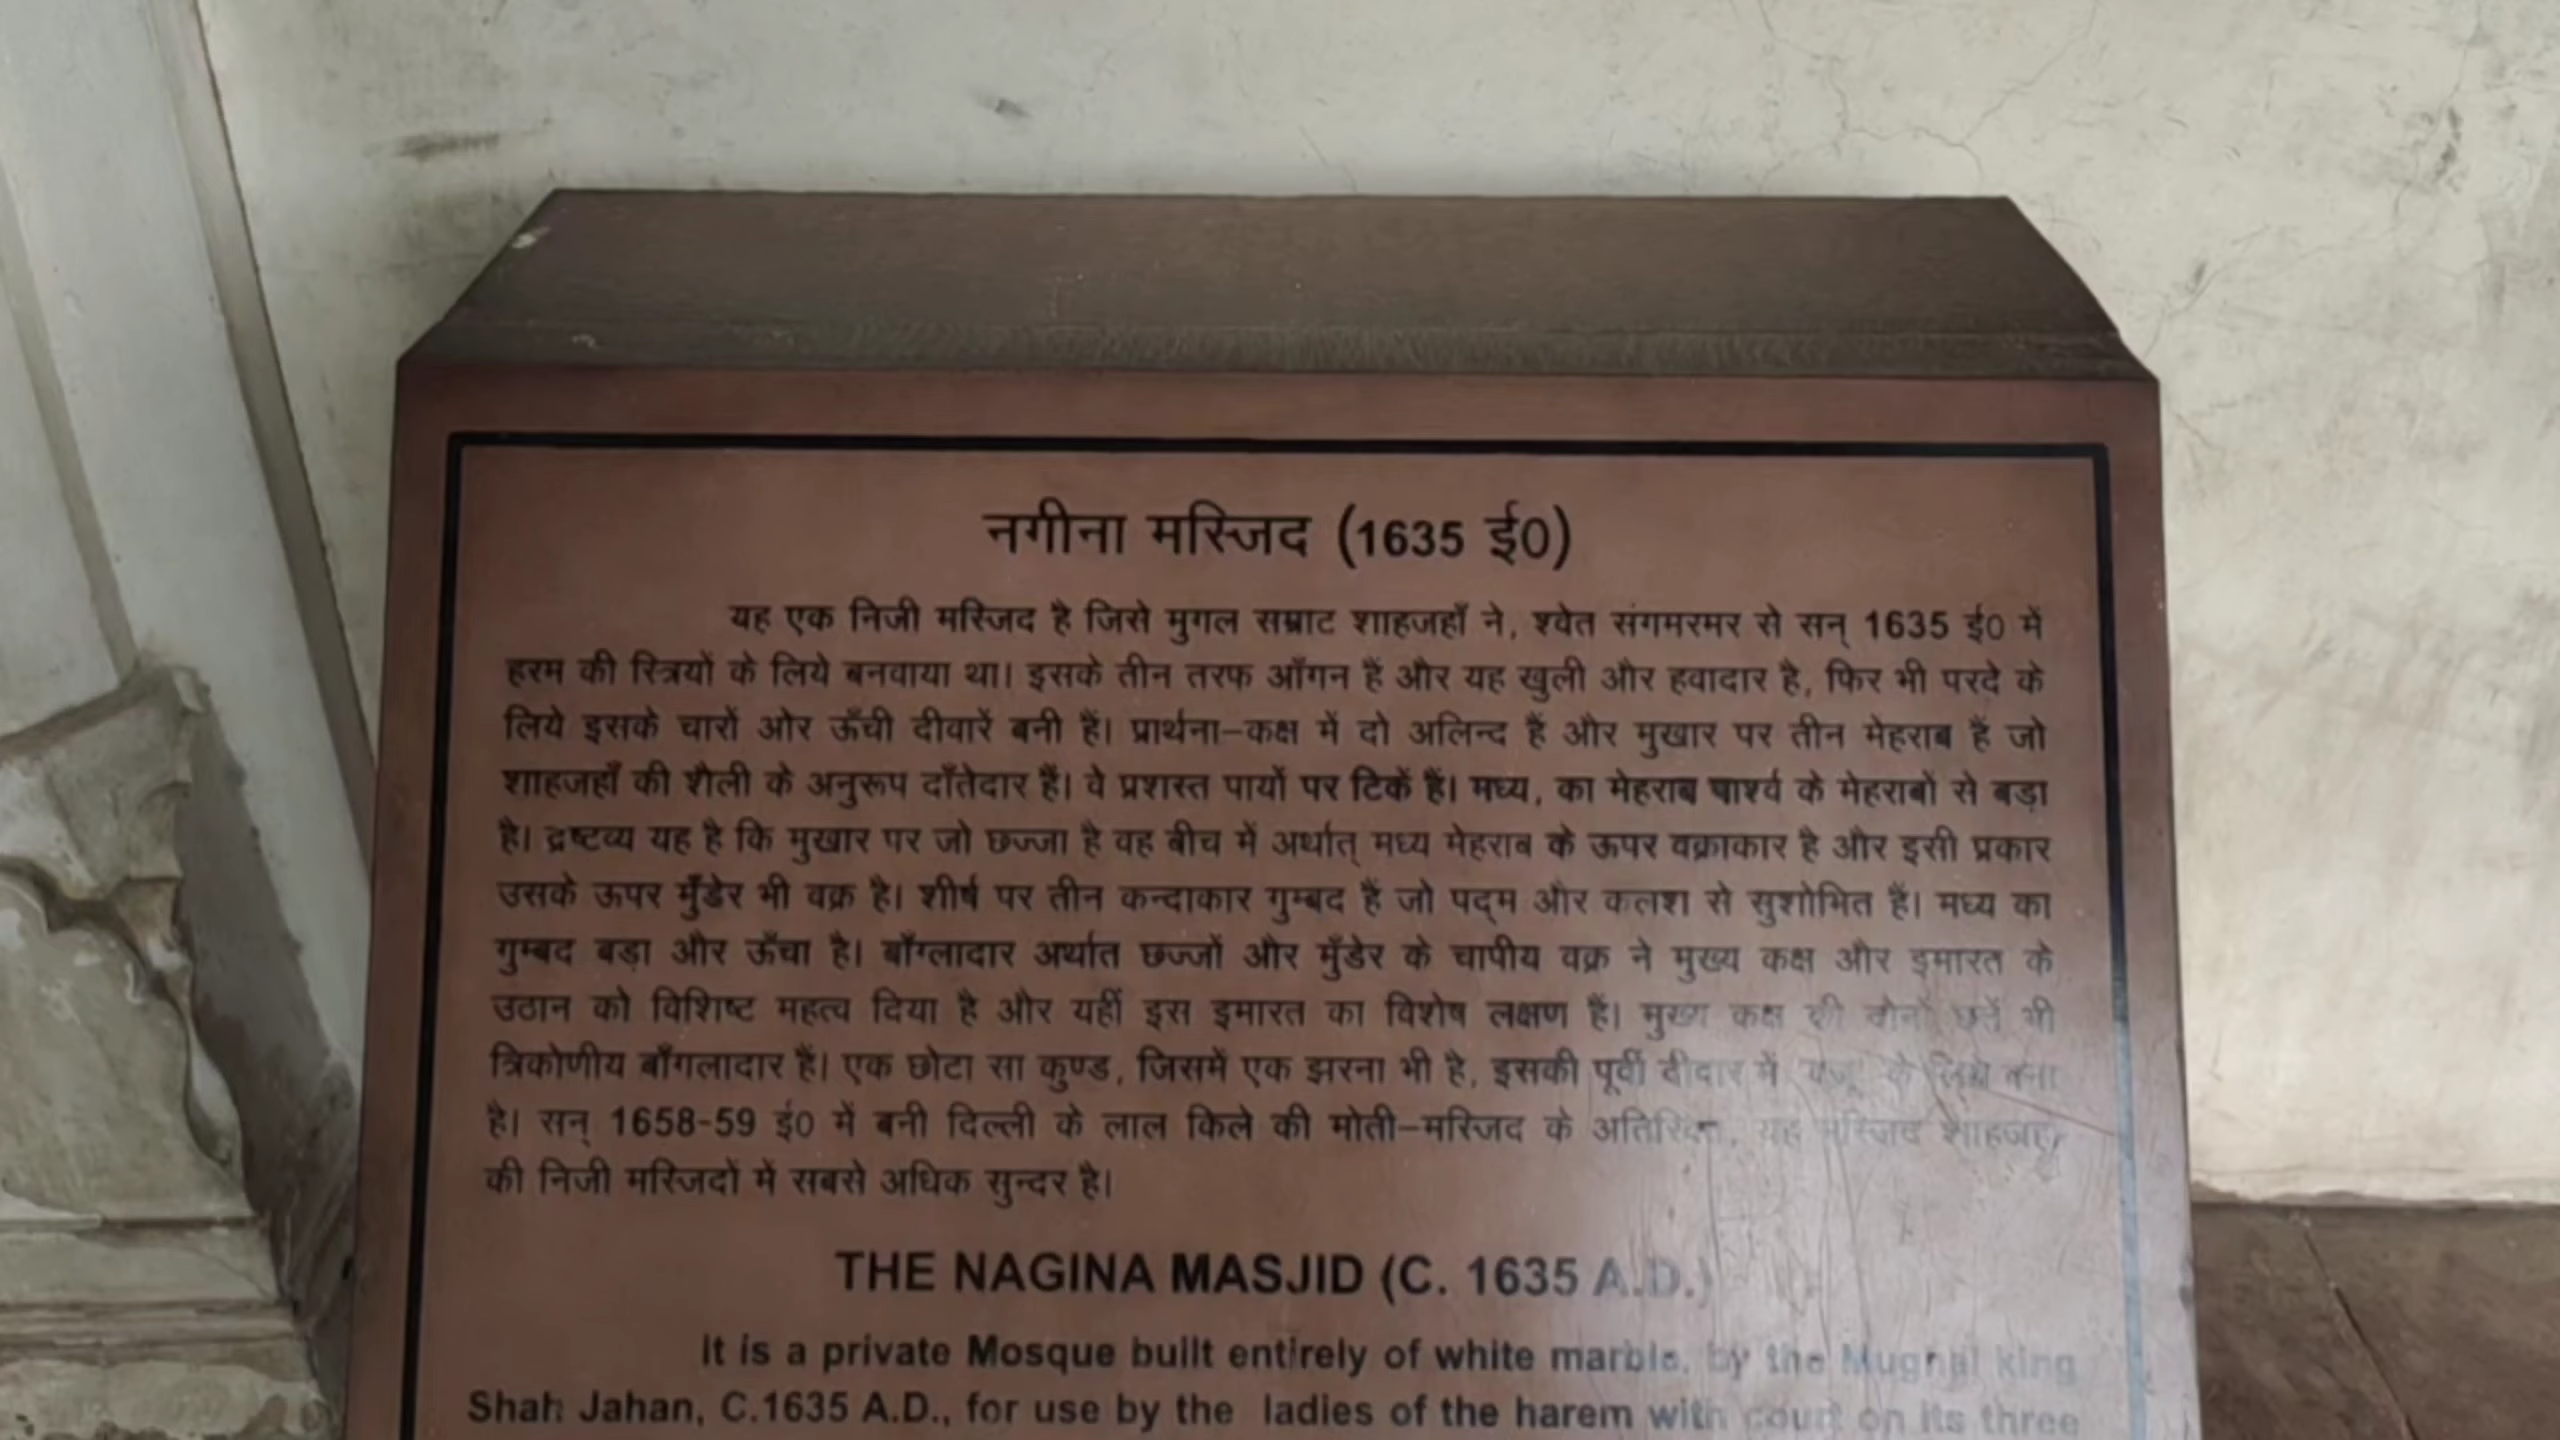 नगीना मस्जिद (1635 ई0)
यह एक निजी मस्जिद है जिसे मुगल सम्राट शाहजहाँ ने, श्वेत संगमरमर से सन् 1635 ई0 में
हरम की स्त्रियों के लिये बनवाया था। इसके तीन तरफ आँगन हैं और यह खुली और हवादार है, फिर भी परदे के
लिये इसके चारों ओर ऊँची दीवारें बनी हैं। प्रार्थना–कक्ष में दो अलिन्द हैं और मुखार पर तीन मेहराब हैं जो
शाहजहाँ की शैली के अनुरूप दाँतेदार हैं। वे प्रशस्त पायों पर टिकें हैं। मध्य, का मेहराब पार्श्व के मेहराबों से बड़ा
है। द्रष्टव्य यह है कि मुखार पर जो छज्जा है वह बीच में अर्थात् मध्य मेहराब के ऊपर वक्राकार है और इसी प्रकार
उसके ऊपर मुँडेर भी वक्र है। शीर्ष पर तीन कन्दाकार गुम्बद हैं जो पद्म और कलश से सुशोभित हैं। मध्य का
गुम्बद बड़ा और ऊँचा है। बाँग्लादार अर्थात छज्जों और मुँडेर के चापीय वक्र ने मुख्य कक्ष और इमारत के
उठान को विशिष्ट महत्व दिया है और यहीं इस इमारत का विशेष लक्षण हैं। मुख्य कक्ष की दोनों छतें भी
त्रिकोणीय बाँगलादार हैं। एक छोटा सा कुण्ड, जिसमें एक झरना भी है, इसकी पूर्वी दीवार में वजू के लिये बना
है। सन् 1658-59 ई0 में बनी दिल्ली के लाल किले की मोती–मस्जिद के अतिरिक्त, यह मस्जिद शाहजहाँ
की निजी मस्जिदों में सबसे अधिक सुन्दर है।
THE NAGINA MASJID (C. 1635 A.D.)
It is a private Mosque built entirely of white marble, by the Mughal king
Shah Jahan, C.1635 A.D., for use by the ladies of the harem with court on its three